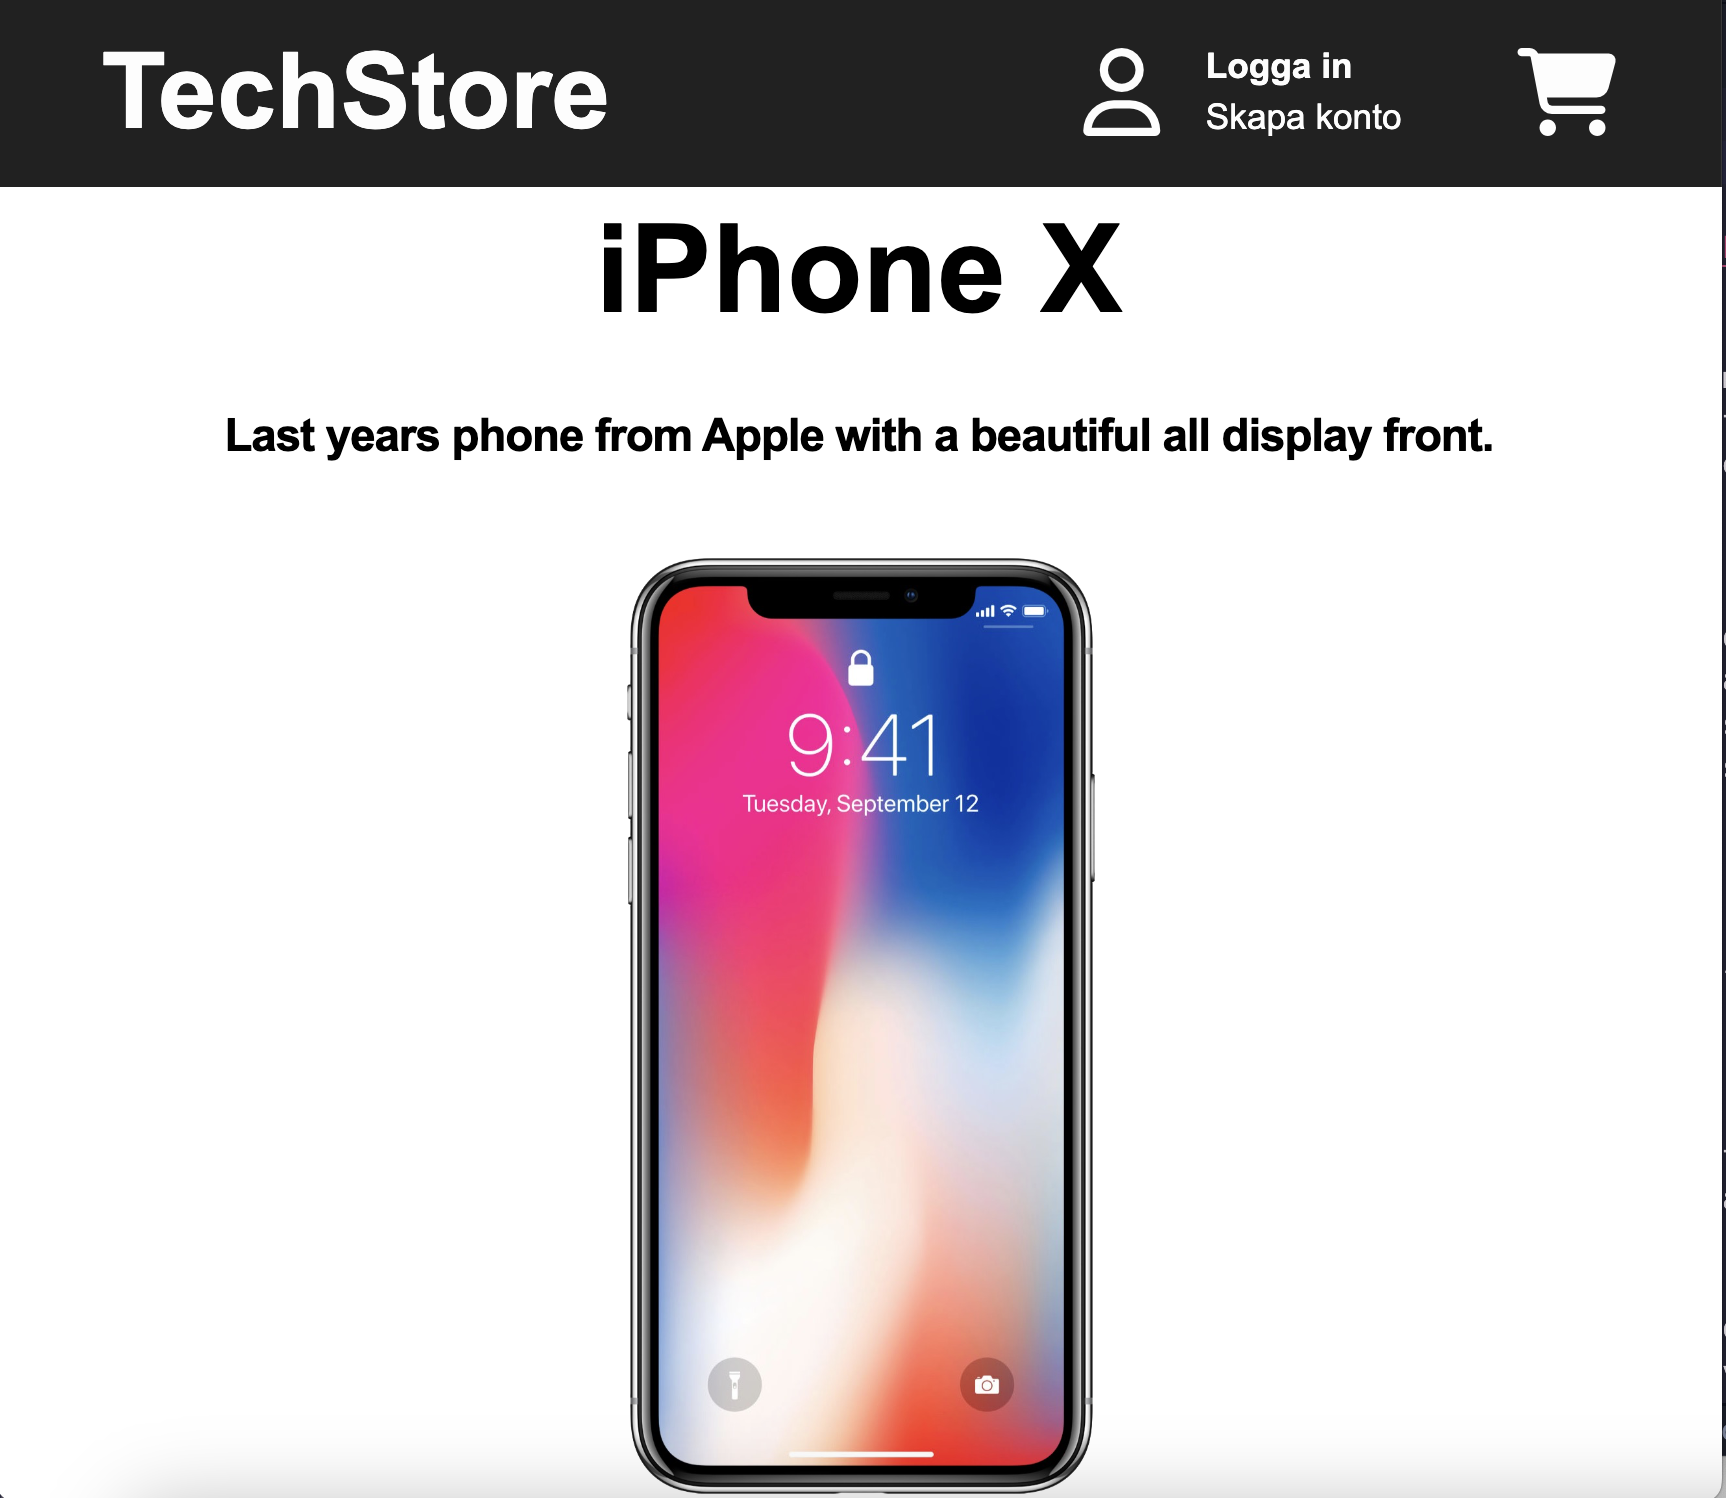 TechStore
Logga in
Skapa konto
iPhone X
Last years phone from Apple with a beautiful all display front.
9:41
Tuesday, September 12